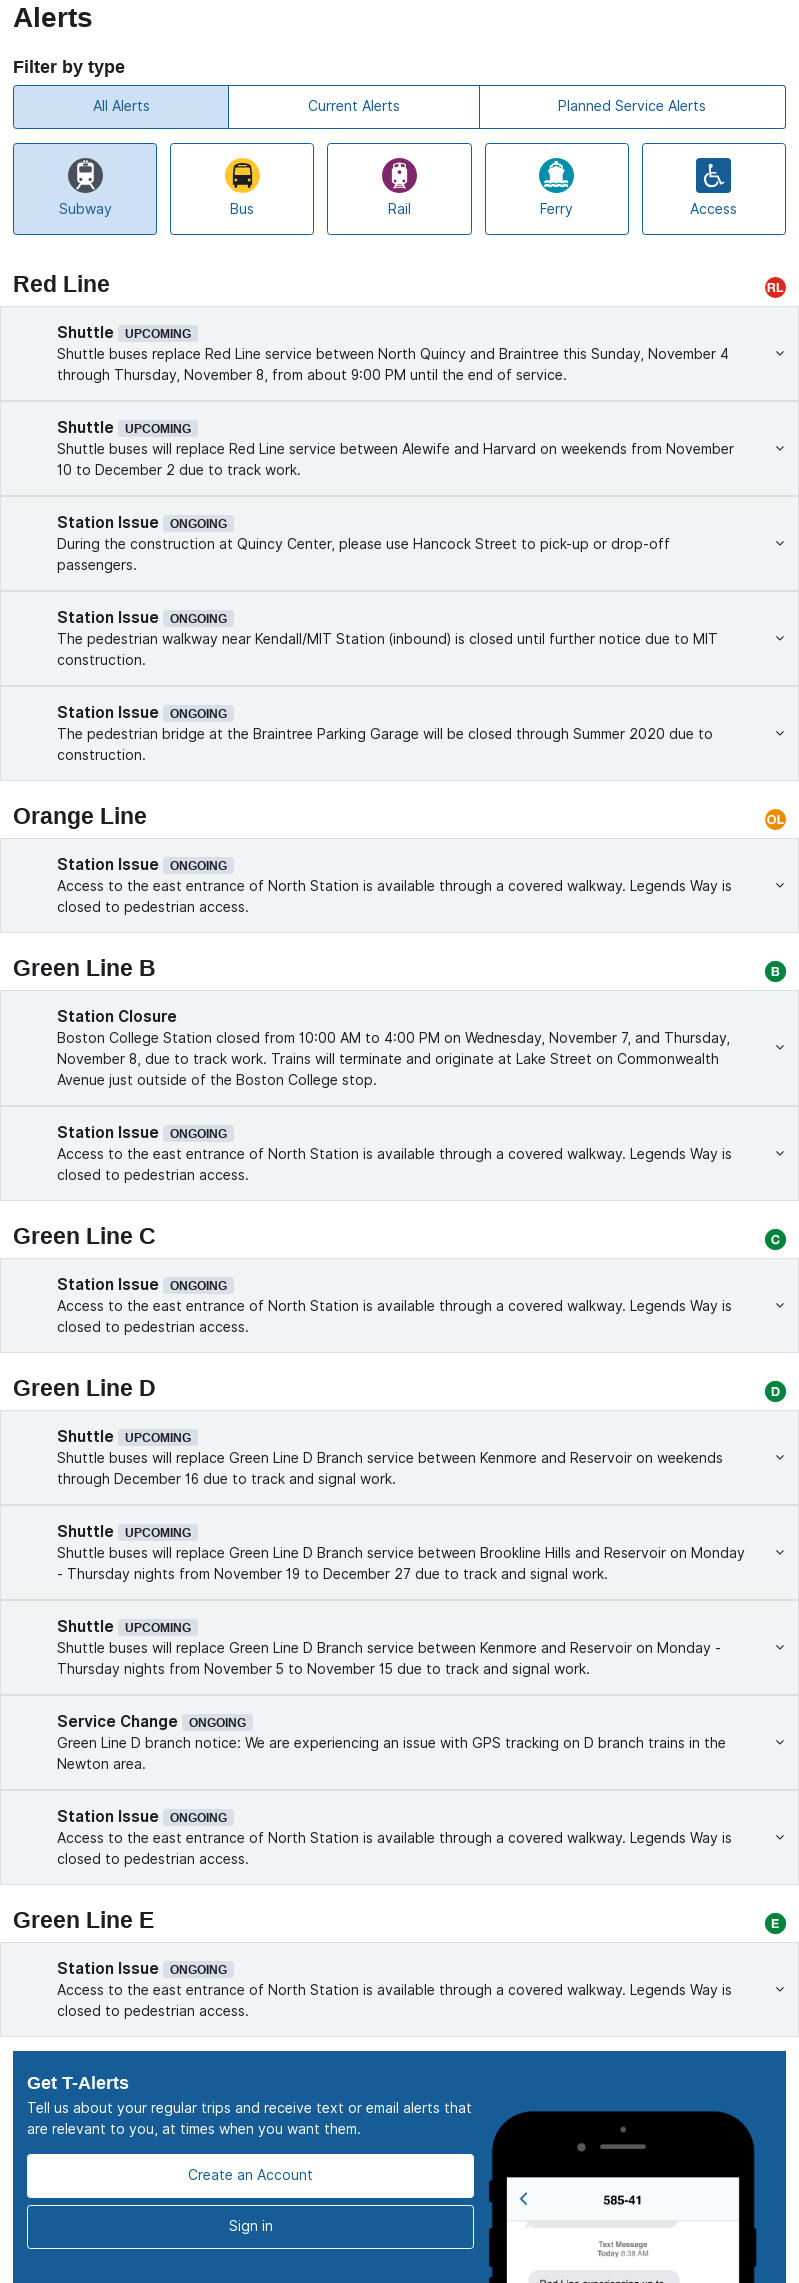 Alerts
Filter by type
All Alerts
Current Alerts
Planned Service Alerts
Subway
Bus
Rail
Ferry
Access
Red Line
RL
Shuttle UPCOMING
Shuttle buses replace Red Line service between North Quincy and Braintree this Sunday, November 4
through Thursday, November 8, from about 9:00 PM until the end of service.
Shuttle UPCOMING
Shuttle buses will replace Red Line service between Alewife and Harvard on weekends from November
10 to December 2 due to track work.
Station Issue ONGOING
During the construction at Quincy Center, please use Hancock Street to pick-up or drop-off
passengers.
Station Issue ONGOING
The pedestrian walkway near Kendall/MIT Station (inbound) is closed until further notice due to MIT
construction.
Station Issue ONGOING
The pedestrian bridge at the Braintree Parking Garage will be closed through Summer 2020 due to
construction.
Orange Line
OL
Station Issue ONGOING
Access to the east entrance of North Station is available through a covered walkway. Legends Way is
closed to pedestrian access.
Green Line B
B
Station Closure
Boston College Station closed from 10:00 AM to 4:00 PM on Wednesday, November 7, and Thursday,
November 8, due to track work. Trains will terminate and originate at Lake Street on Commonwealth
Avenue just outside of the Boston College stop.
Station Issue ONGOING
Access to the east entrance of North Station is available through a covered walkway. Legends Way is
closed to pedestrian access.
Green Line C
C
Station Issue ONGOING
Access to the east entrance of North Station is available through a covered walkway. Legends Way is
closed to pedestrian access.
Green Line D
D
Shuttle UPCOMING
Shuttle buses will replace Green Line D Branch service between Kenmore and Reservoir on weekends
through December 16 due to track and signal work.
Shuttle UPCOMING
Shuttle buses will replace Green Line D Branch service between Brookline Hills and Reservoir on Monday
- Thursday nights from November 19 to December 27 due to track and signal work.
Shuttle UPCOMING
Shuttle buses will replace Green Line D Branch service between Kenmore and Reservoir on Monday -
Thursday nights from November 5 to November 15 due to track and signal work.
Service Change ONGOING
Green Line D branch notice: We are experiencing an issue with GPS tracking on D branch trains in the
Newton area.
Station Issue ONGOING
Access to the east entrance of North Station is available through a covered walkway. Legends Way is
closed to pedestrian access.
Green Line E
E
Station Issue ONGOING
Access to the east entrance of North Station is available through a covered walkway. Legends Way is
closed to pedestrian access.
Get T-Alerts
Tell us about your regular trips and receive text or email alerts that
are relevant to you, at times when you want them.
Create an Account
Sign in
585-41
Text Message
Today 8:38 AM
Red Line experiencing up to